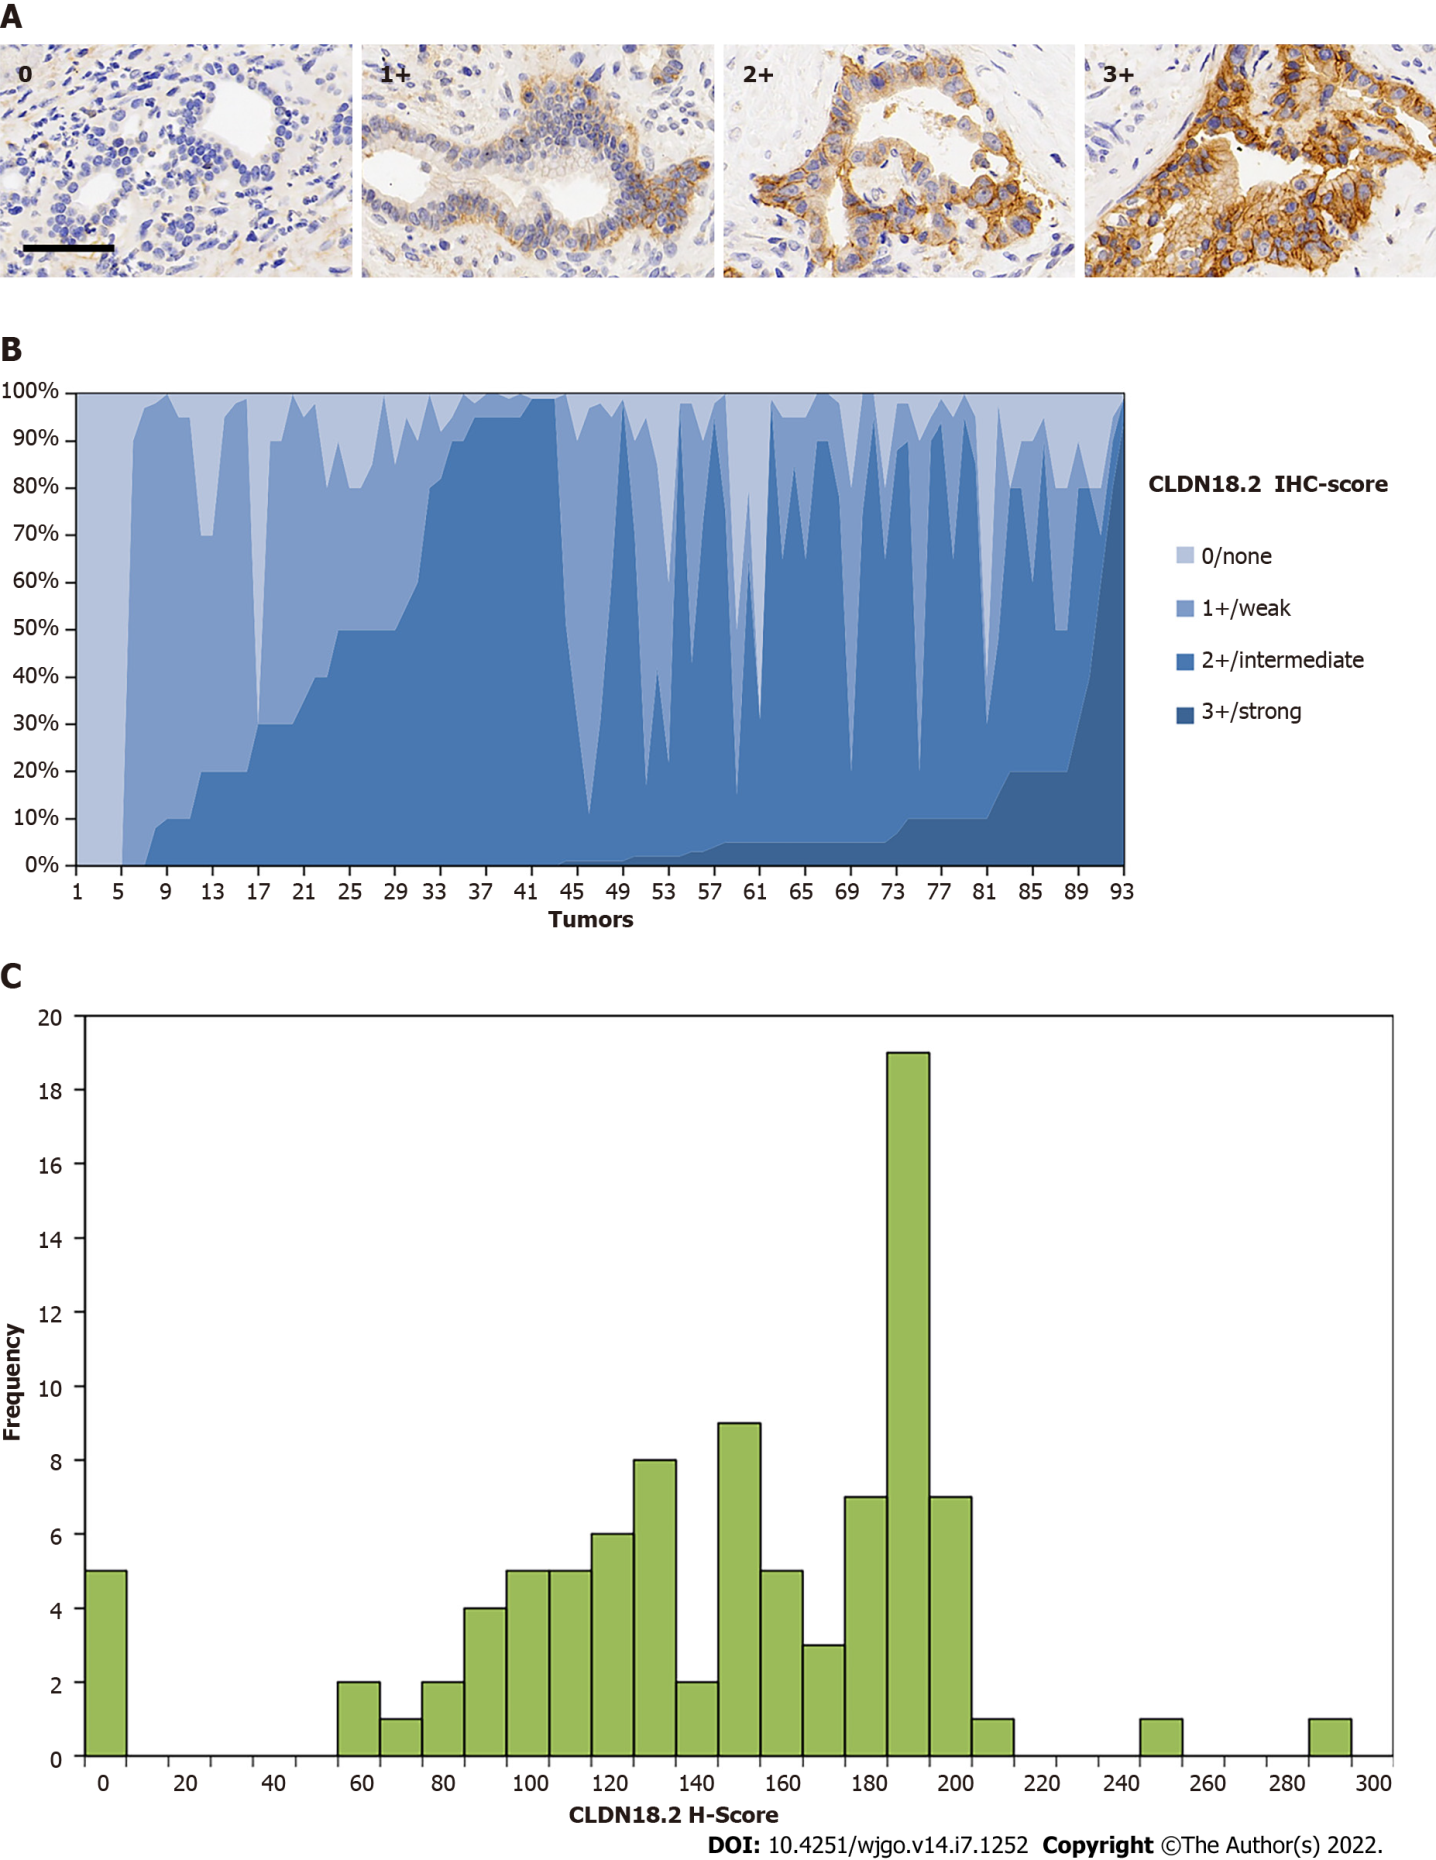 A
0 1+ 2+ 3+
B
100%
90%
80%
70%
60%
50%
40%
30%
20%
10%
0%
1 5 9 13 17 21 25 29 33 37 41 45 49 53 57 61 65 69 73 77 81 85 89 93
Tumors
CLDN18.2 IHC-score
0/none
1+/weak
2+/intermediate
3+/strong
C
Frequency
20
18
16
14
12
10
8
6
4
2
0
0 20 40 60 80 100 120 140 160 180 200 220 240 260 280 300
CLDN18.2 H-Score
DOI: 10.4251/wjgo.v14.i7.1252 Copyright ©The Author(s) 2022.